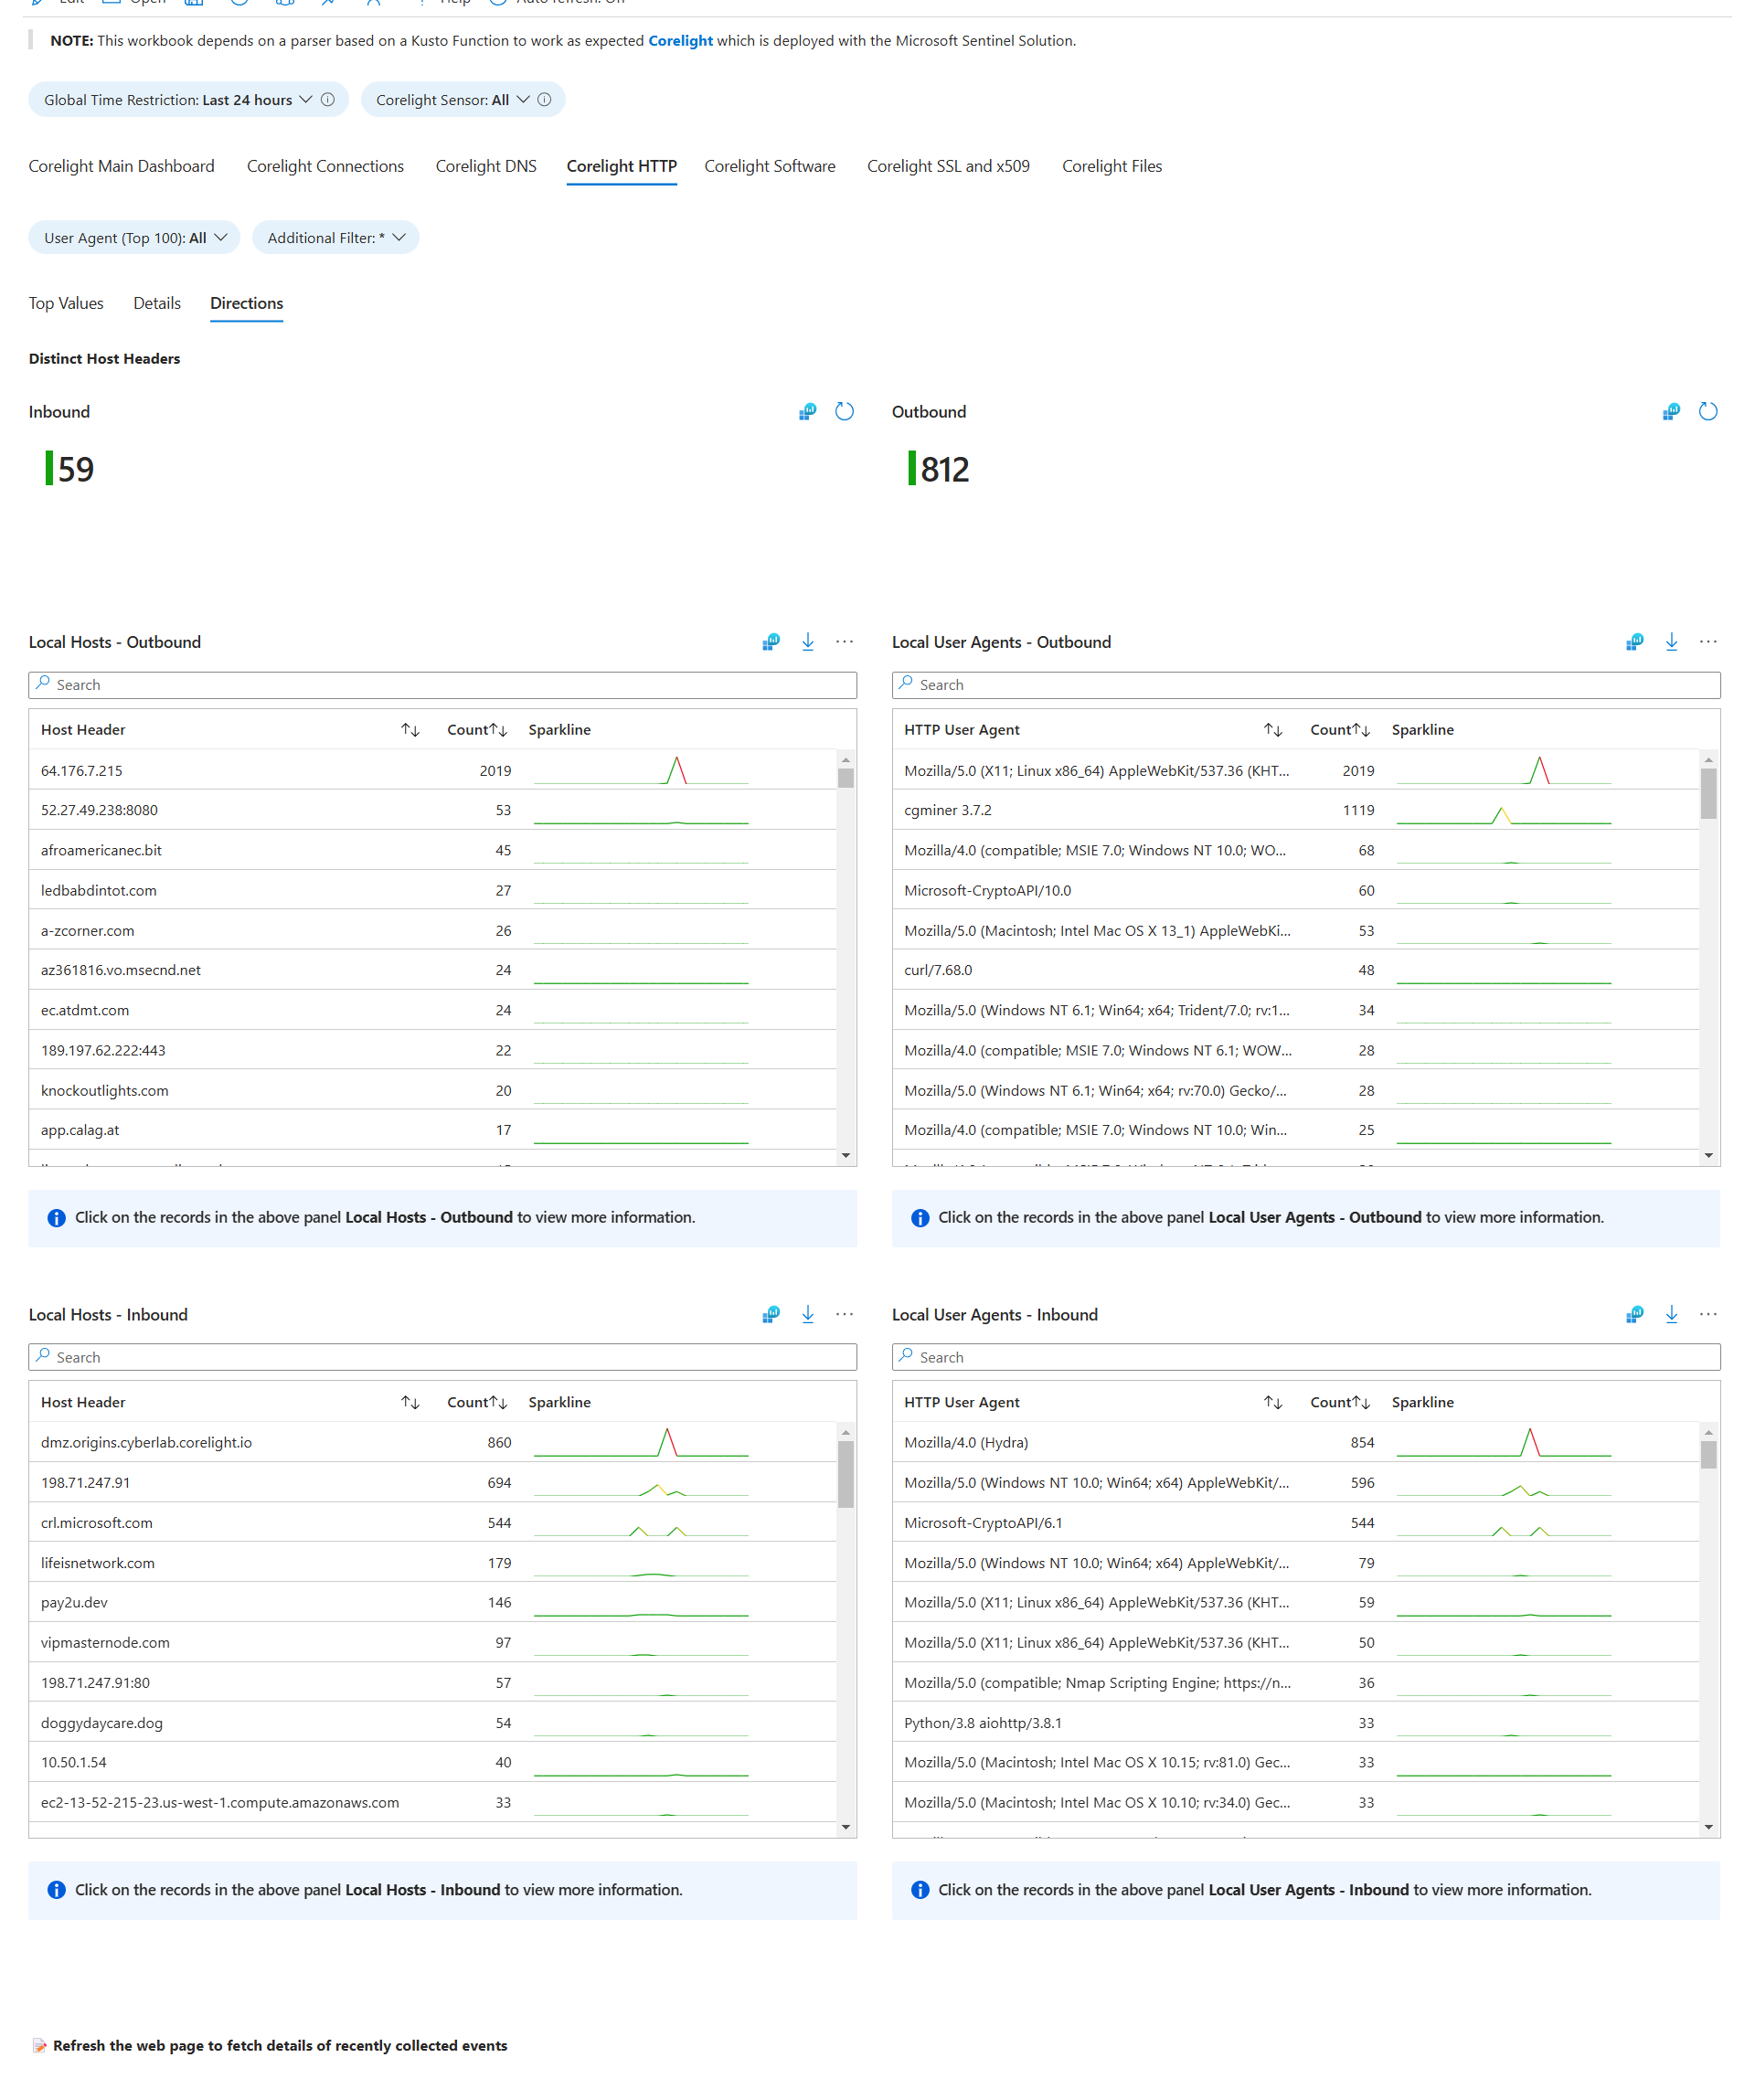 Edit Open Help Auto refresh: Off
NOTE: This workbook depends on a parser based on a Kusto Function to work as expected Corelight which is deployed with the Microsoft Sentinel Solution.
Global Time Restriction: Last 24 hours Corelight Sensor: All
Corelight Main Dashboard Corelight Connections Corelight DNS Corelight HTTP Corelight Software Corelight SSL and x509 Corelight Files
User Agent (Top 100): All Additional Filter: *
Top Values Details Directions
Distinct Host Headers
Inbound
59
Outbound
812
Local Hosts - Outbound
Search
Host Header Count Sparkline
64.176.7.215 2019
52.27.49.238:8080 53
afroamericanec.bit 45
ledbabdintot.com 27
a-zcorner.com 26
az361816.vo.msecnd.net 24
ec.atdmt.com 24
189.197.62.222:443 22
knockoutlights.com 20
app.calag.at 17
Click on the records in the above panel Local Hosts - Outbound to view more information.
Local User Agents - Outbound
Search
HTTP User Agent Count Sparkline
Mozilla/5.0 (X11; Linux x86_64) AppleWebKit/537.36 (KHT... 2019
cgminer 3.7.2 1119
Mozilla/4.0 (compatible; MSIE 7.0; Windows NT 10.0; WO... 68
Microsoft-CryptoAPI/10.0 60
Mozilla/5.0 (Macintosh; Intel Mac OS X 13_1) AppleWebKi... 53
curl/7.68.0 48
Mozilla/5.0 (Windows NT 6.1; Win64; x64; Trident/7.0; rv:1... 34
Mozilla/4.0 (compatible; MSIE 7.0; Windows NT 6.1; WOW... 28
Mozilla/5.0 (Windows NT 6.1; Win64; x64; rv:70.0) Gecko/... 28
Mozilla/4.0 (compatible; MSIE 7.0; Windows NT 10.0; Win... 25
Click on the records in the above panel Local User Agents - Outbound to view more information.
Local Hosts - Inbound
Search
Host Header Count Sparkline
dmz.origins.cyberlab.corelight.io 860
198.71.247.91 694
crl.microsoft.com 544
lifeisnetwork.com 179
pay2u.dev 146
vipmasternode.com 97
198.71.247.91:80 57
doggydaycare.dog 54
10.50.1.54 40
ec2-13-52-215-23.us-west-1.compute.amazonaws.com 33
Click on the records in the above panel Local Hosts - Inbound to view more information.
Local User Agents - Inbound
Search
HTTP User Agent Count Sparkline
Mozilla/4.0 (Hydra) 854
Mozilla/5.0 (Windows NT 10.0; Win64; x64) AppleWebKit/... 596
Microsoft-CryptoAPI/6.1 544
Mozilla/5.0 (Windows NT 10.0; Win64; x64) AppleWebKit/... 79
Mozilla/5.0 (X11; Linux x86_64) AppleWebKit/537.36 (KHT... 59
Mozilla/5.0 (X11; Linux x86_64) AppleWebKit/537.36 (KHT... 50
Mozilla/5.0 (compatible; Nmap Scripting Engine; https://n... 36
Python/3.8 aiohttp/3.8.1 33
Mozilla/5.0 (Macintosh; Intel Mac OS X 10.15; rv:81.0) Gec... 33
Mozilla/5.0 (Macintosh; Intel Mac OS X 10.10; rv:34.0) Gec... 33
Click on the records in the above panel Local User Agents - Inbound to view more information.
Refresh the web page to fetch details of recently collected events